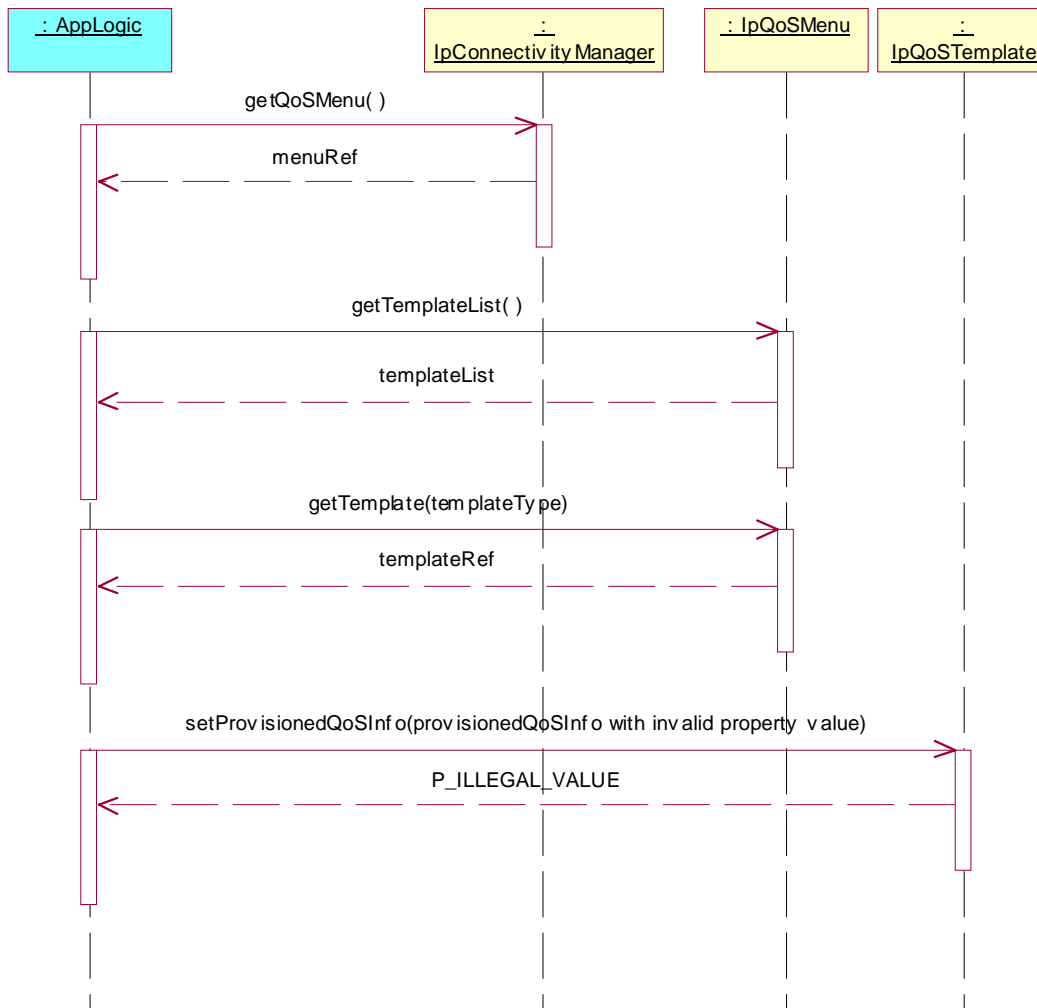 : AppLogic
:
IpConnectivityManager
: IpQoSMenu
:
IpQoSTemplate
getQoSMenu( )
menuRef
getTemplateList( )
templateList
getTemplate(templateType)
templateRef
setProvisionedQoSInfo(provisionedQoSInfo with invalid property value)
P_ILLEGAL_VALUE